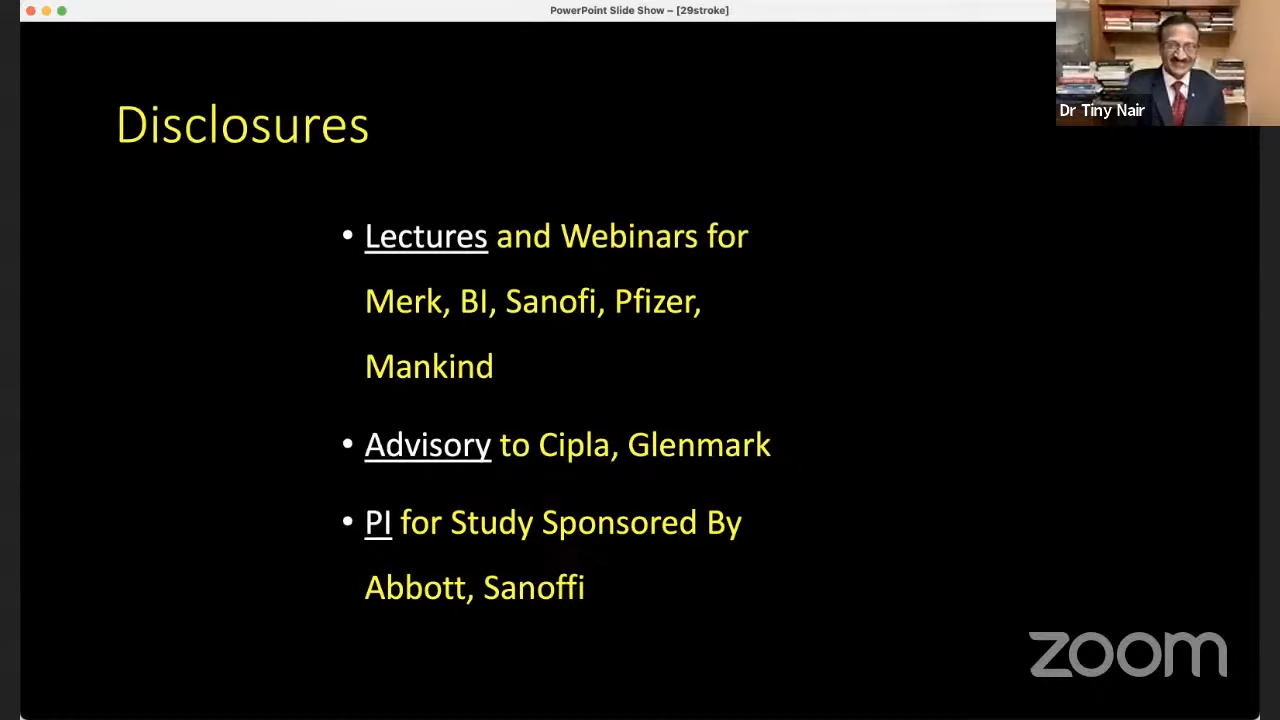 PowerPoint Slide Show – [29stroke]
Dr Tiny Nair
Disclosures
• Lectures and Webinars for
Merk, BI, Sanofi, Pfizer,
Mankind
• Advisory to Cipla, Glenmark
• PI for Study Sponsored By
Abbott, Sanoffi
zoom